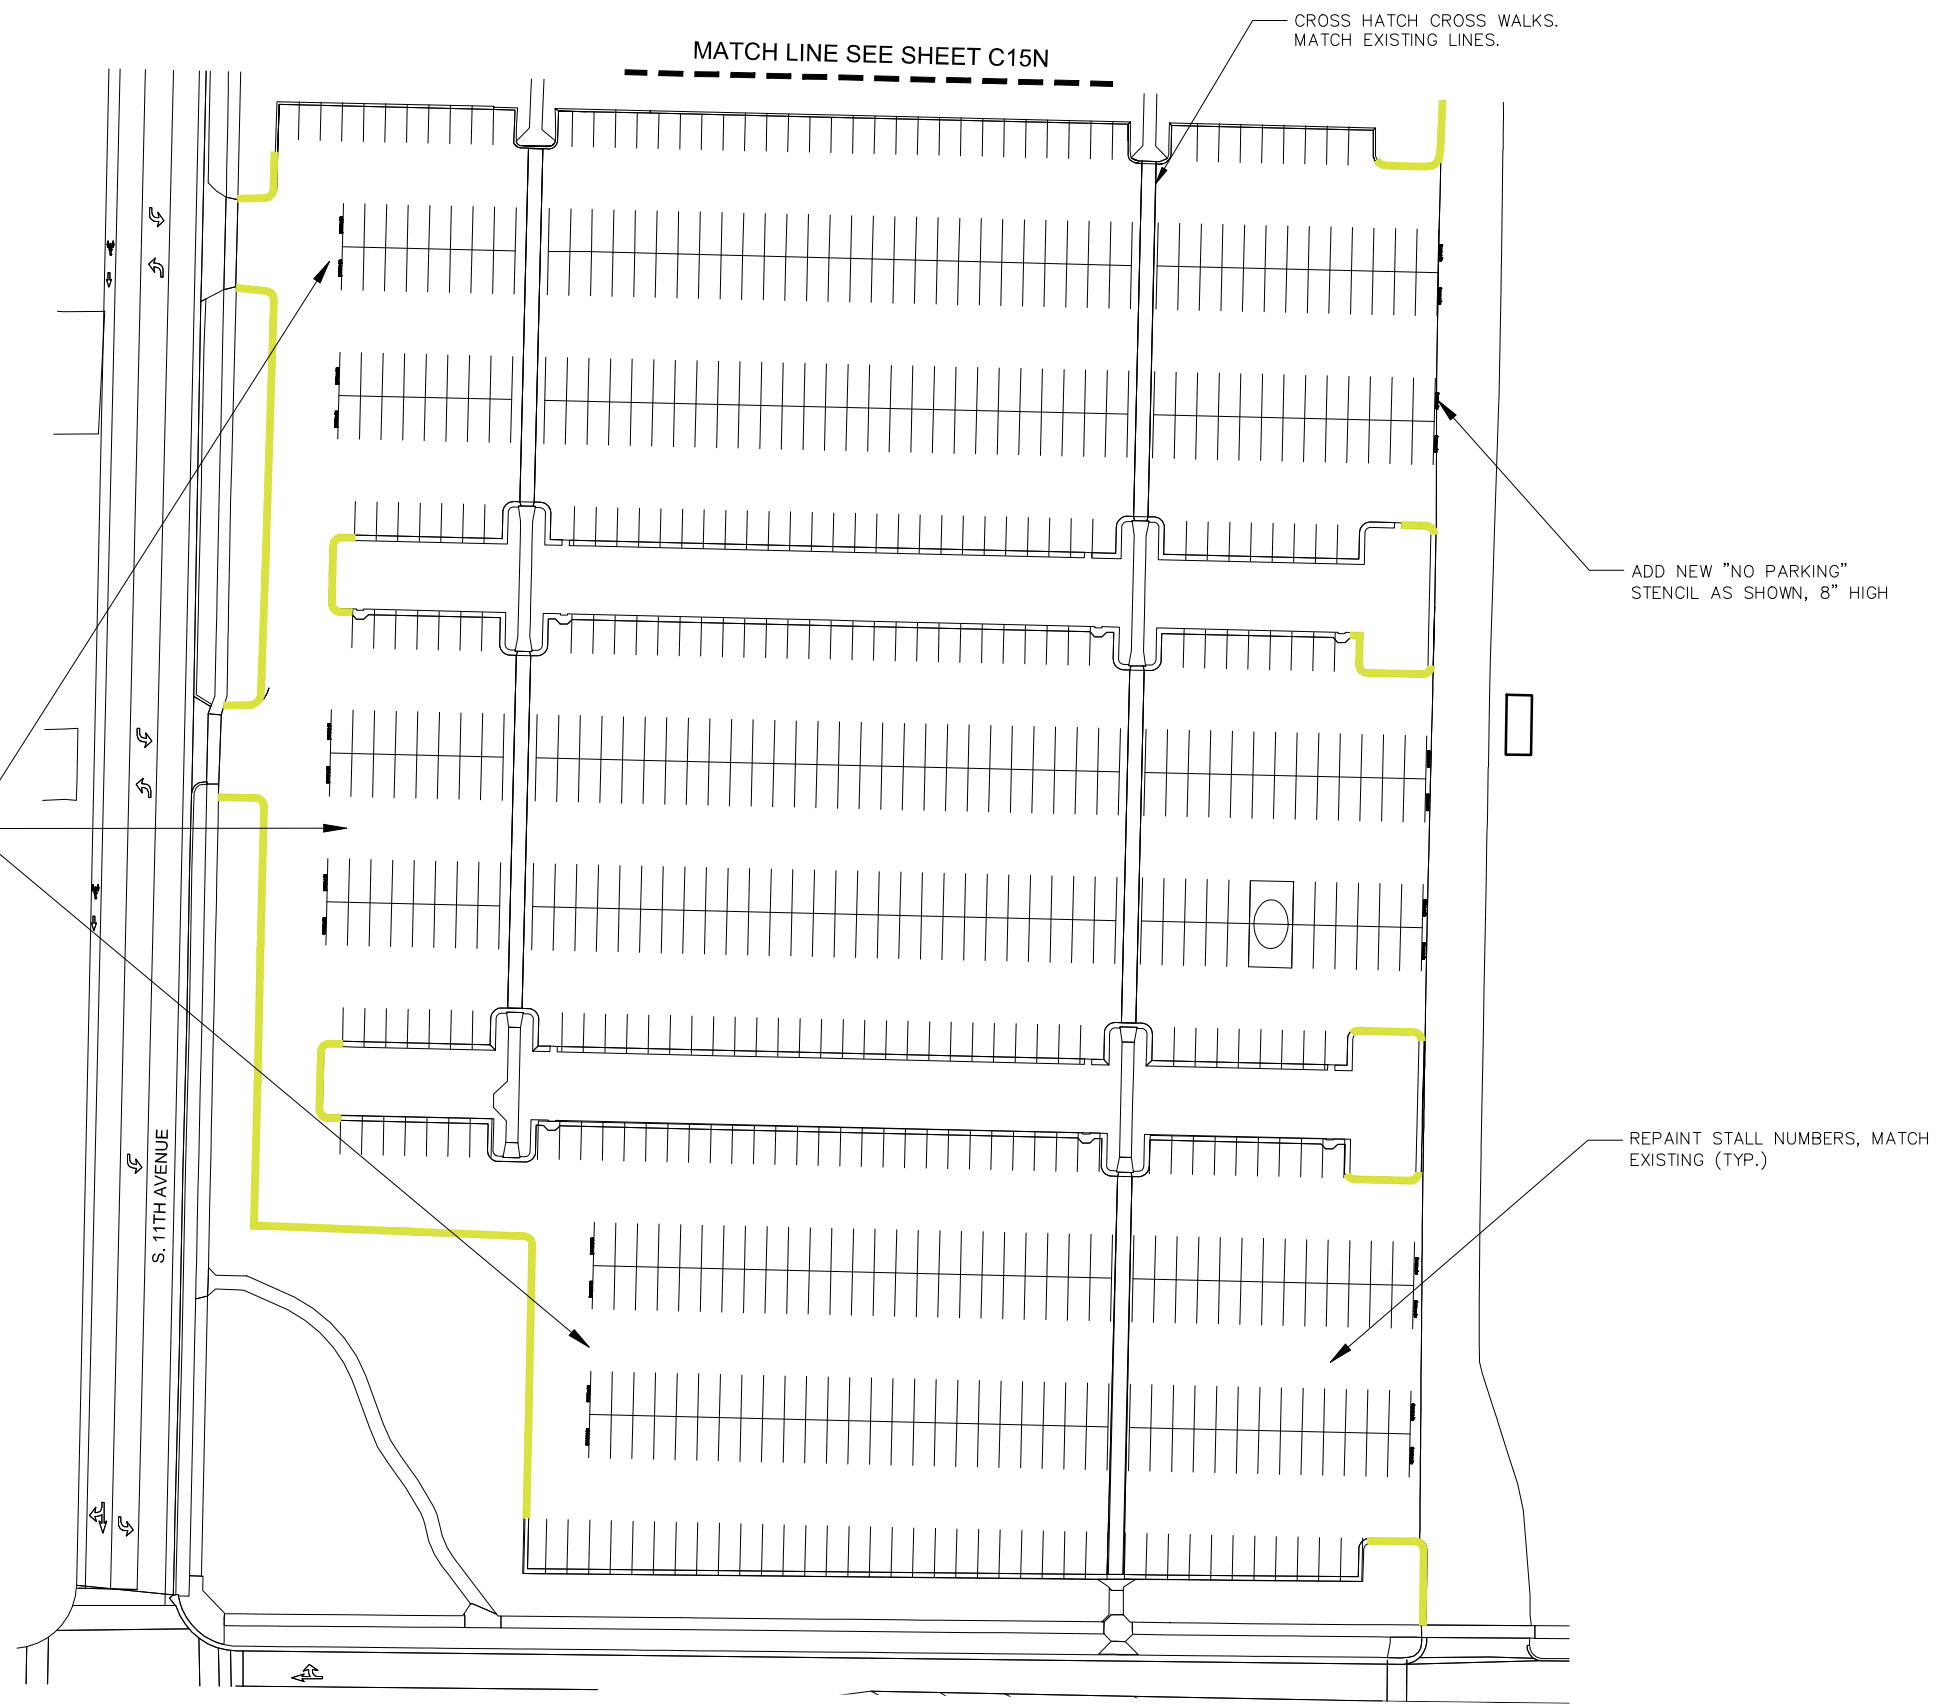 CROSS HATCH CROSS WALKS.
MATCH EXISTING LINES.
MATCH LINE SEE SHEET C15N
ADD NEW "NO PARKING"
STENCIL AS SHOWN, 8" HIGH
REPAINT STALL NUMBERS, MATCH
EXISTING (TYP.)
S. 11TH AVENUE